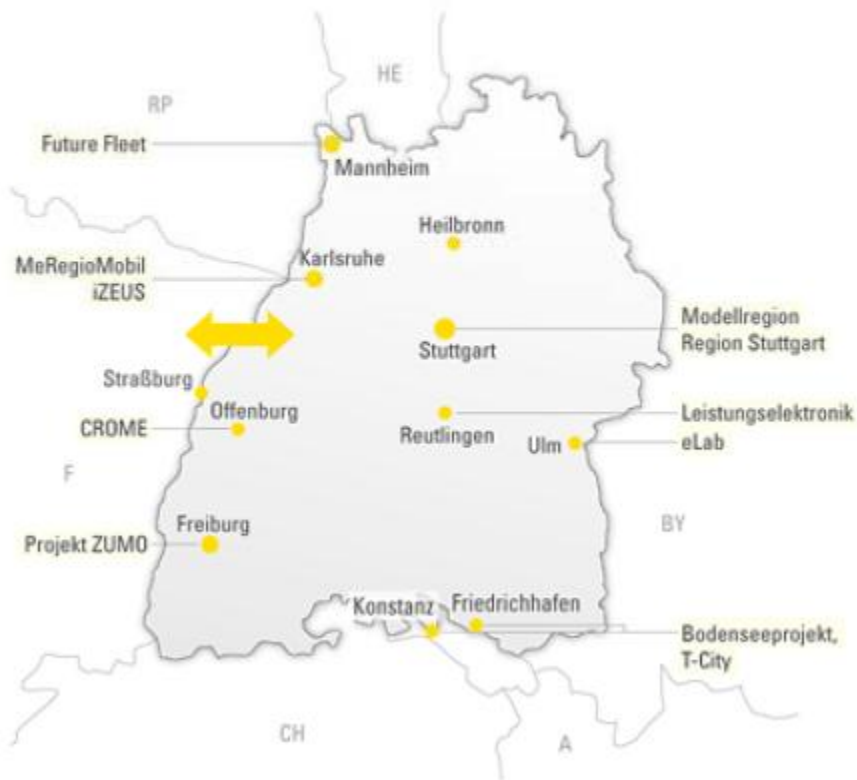 HE
RP
Future Fleet
Mannheim
Heilbronn
Karlsruhe
MeRegioMobil
iZEUS
Modellregion
Region Stuttgart
Stuttgart
Straßburg
Offenburg
CROME
Leistungselektronik
Reutlingen
Ulm
eLab
F
BY
Freiburg
Projekt ZUMO
Konstanz
Friedrichhafen
Bodenseeprojekt,
T-City
CH
A